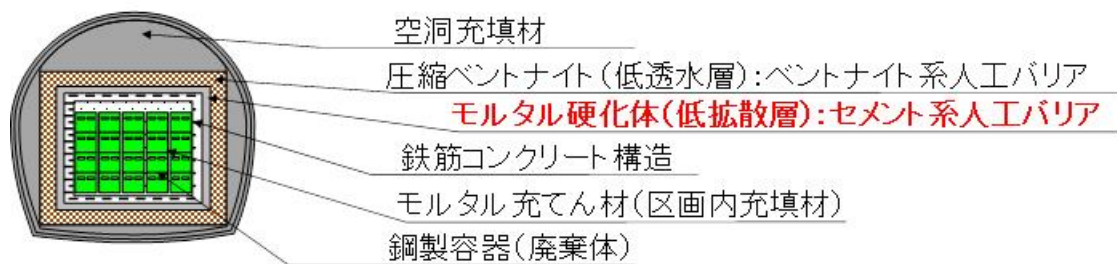 空洞充填材
圧縮ベントナイト(低透水層):ベントナイト系人工バリア
モルタル硬化体(低拡散層):セメント系人工バリア
鉄筋コンクリート構造
モルタル充てん材(区画内充填材)
鋼製容器(廃棄体)